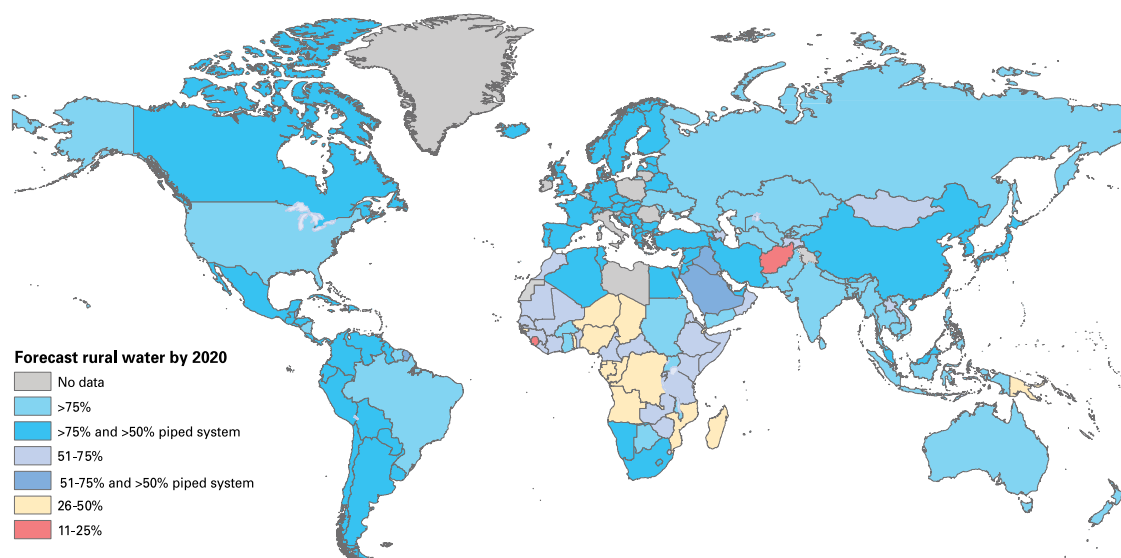 Forecast rural water by 2020
No data
>75%
>75% and >50% piped system
51-75%
51-75% and >50% piped system
26-50%
11-25%